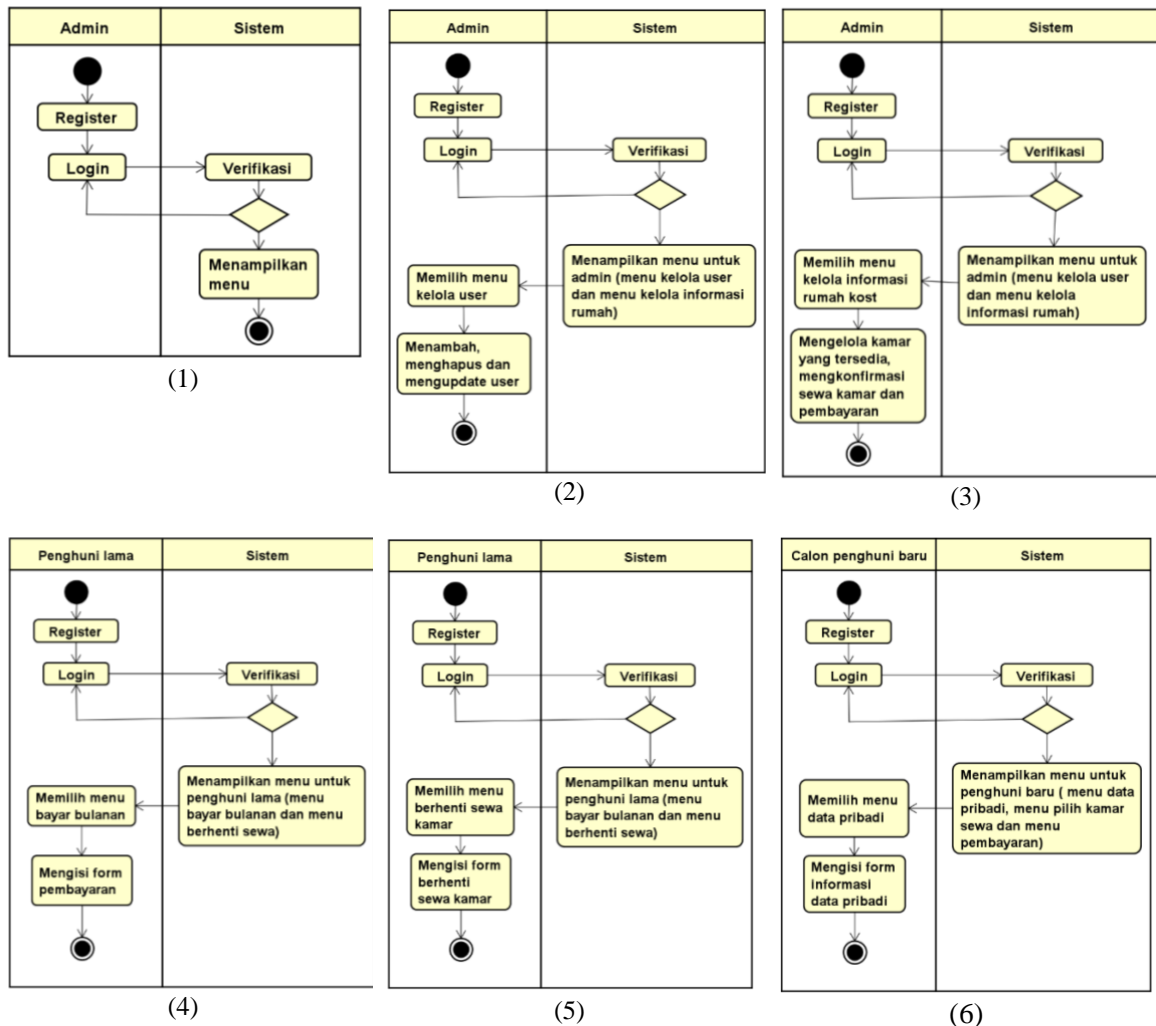 Admin
Sistem
Register
Login
Verifikasi
Menampilkan
menu
(1)
Admin
Sistem
Register
Login
Verifikasi
Menampilkan menu untuk
admin (menu kelola user
dan menu kelola informasi
rumah)
Memilih menu
kelola user
Menambah,
menghapus dan
mengupdate user
(2)
Admin
Sistem
Register
Login
Verifikasi
Menampilkan menu untuk
admin (menu kelola user
dan menu kelola
informasi rumah)
Memilih menu
kelola informasi
rumah kost
Mengelola kamar
yang tersedia,
mengkonfirmasi
sewa kamar dan
pembayaran
(3)
Penghuni lama
Sistem
Register
Login
Verifikasi
Menampilkan menu untuk
penghuni lama (menu
bayar bulanan dan menu
berhenti sewa)
Memilih menu
bayar bulanan
Mengisi form
pembayaran
(4)
Penghuni lama
Sistem
Register
Login
Verifikasi
Menampilkan menu untuk
penghuni lama (menu
bayar bulanan dan menu
berhenti sewa)
Memilih menu
berhenti sewa
kamar
Mengisi form
berhenti
sewa kamar
(5)
Calon penghuni baru
Sistem
Register
Login
Verifikasi
Menampilkan menu untuk
penghuni baru ( menu data
pribadi, menu pilih kamar
sewa dan menu
pembayaran)
Memilih menu
data pribadi
Mengisi form
informasi
data pribadi
(6)